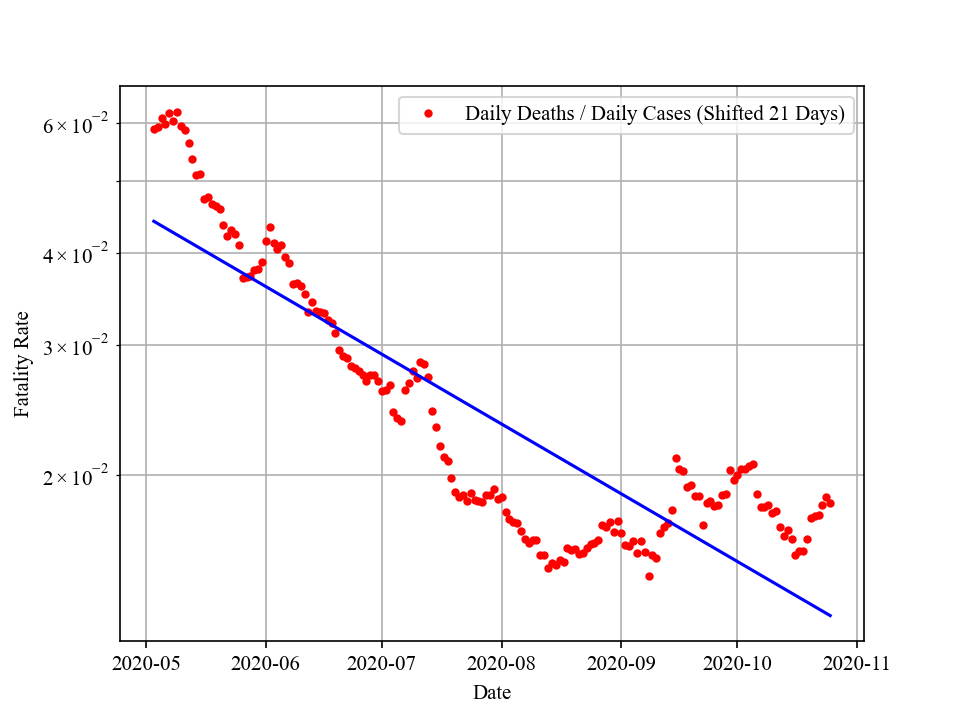 Daily Deaths / Daily Cases (Shifted 21 Days)
6 × 10⁻²
4 × 10⁻²
3 × 10⁻²
2 × 10⁻²
Fatality Rate
2020-05 2020-06 2020-07 2020-08 2020-09 2020-10 2020-11
Date